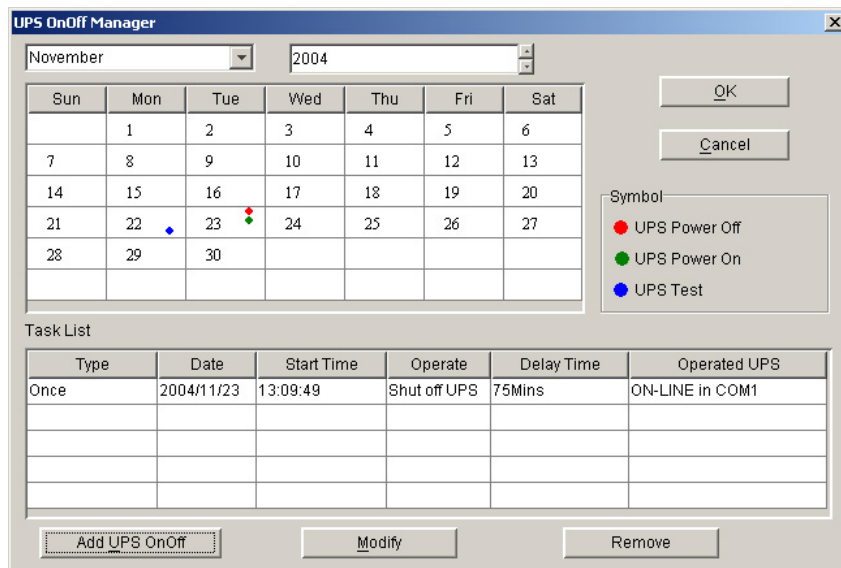 UPS OnOff Manager
November 2004
Sun Mon Tue Wed Thu Fri Sat
1 2 3 4 5 6
7 8 9 10 11 12 13
14 15 16 17 18 19 20
21 22 23 24 25 26 27
28 29 30
OK
Cancel
Symbol
UPS Power Off
UPS Power On
UPS Test
Task List
Type Date Start Time Operate Delay Time Operated UPS
Once 2004/11/23 13:09:49 Shut off UPS 75Mins ON-LINE in COM1
Add UPS OnOff Modify Remove